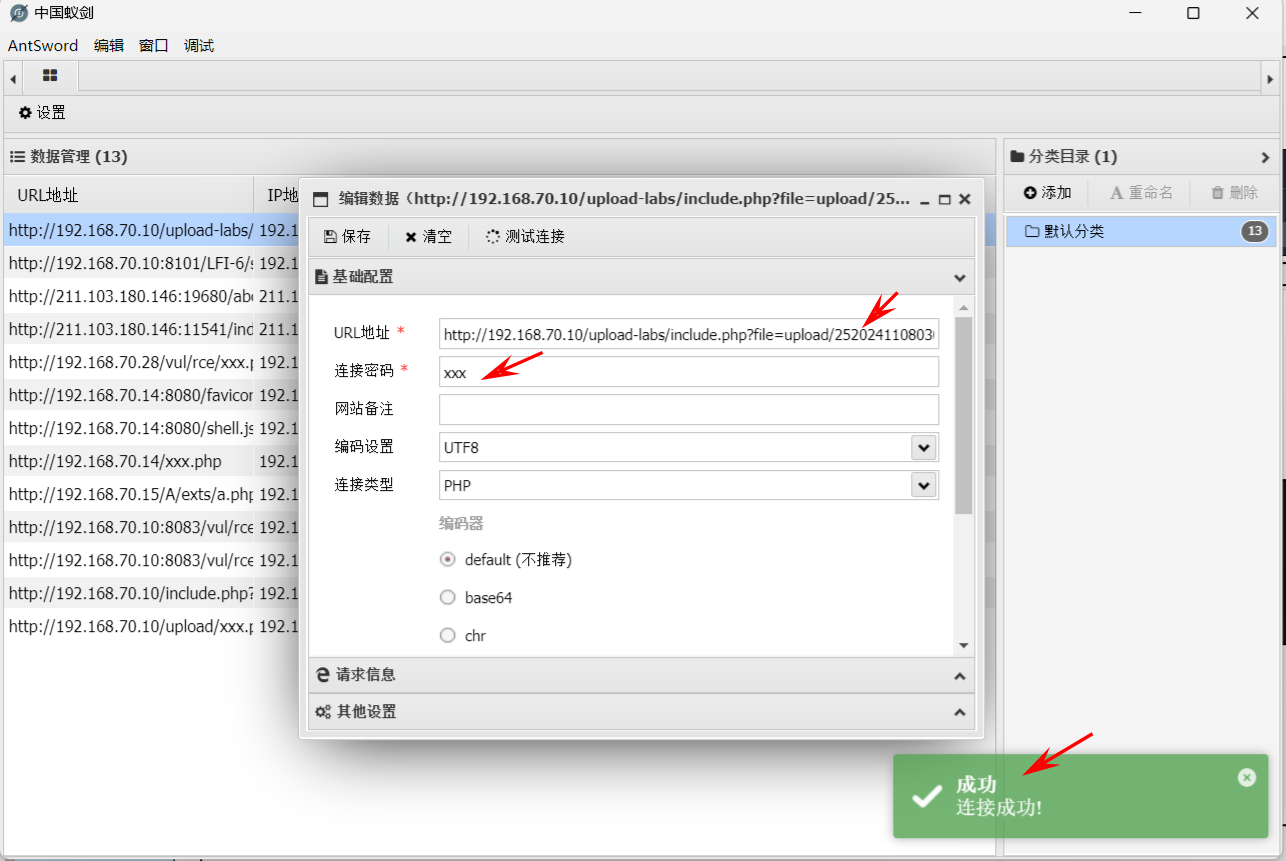 中国蚁剑
AntSword 编辑 窗口 调试
设置
数据管理 (13)
URL地址 IP地
http://192.168.70.10/upload-labs/ 192.1
http://192.168.70.10:8101/LFI-6/s 192.1
http://211.103.180.146:19680/abc 211.1
http://211.103.180.146:11541/ind 211.1
http://192.168.70.28/vul/rce/xxx.p 192.1
http://192.168.70.14:8080/favicor 192.1
http://192.168.70.14:8080/shell.js 192.1
http://192.168.70.14/xxx.php 192.1
http://192.168.70.15/A/exts/a.php 192.1
http://192.168.70.10:8083/vul/rce 192.1
http://192.168.70.10:8083/vul/rce 192.1
http://192.168.70.10/include.php? 192.1
http://192.168.70.10/upload/xxx.p 192.1
编辑数据（http://192.168.70.10/upload-labs/include.php?file=upload/25...
保存 清空 测试连接
基础配置
URL地址 * http://192.168.70.10/upload-labs/include.php?file=upload/252024110803
连接密码 * xxx
网站备注
编码设置 UTF8
连接类型 PHP
编码器
default (不推荐)
base64
chr
请求信息
其他设置
分类目录 (1)
添加 重命名 删除
默认分类 13
成功
连接成功!